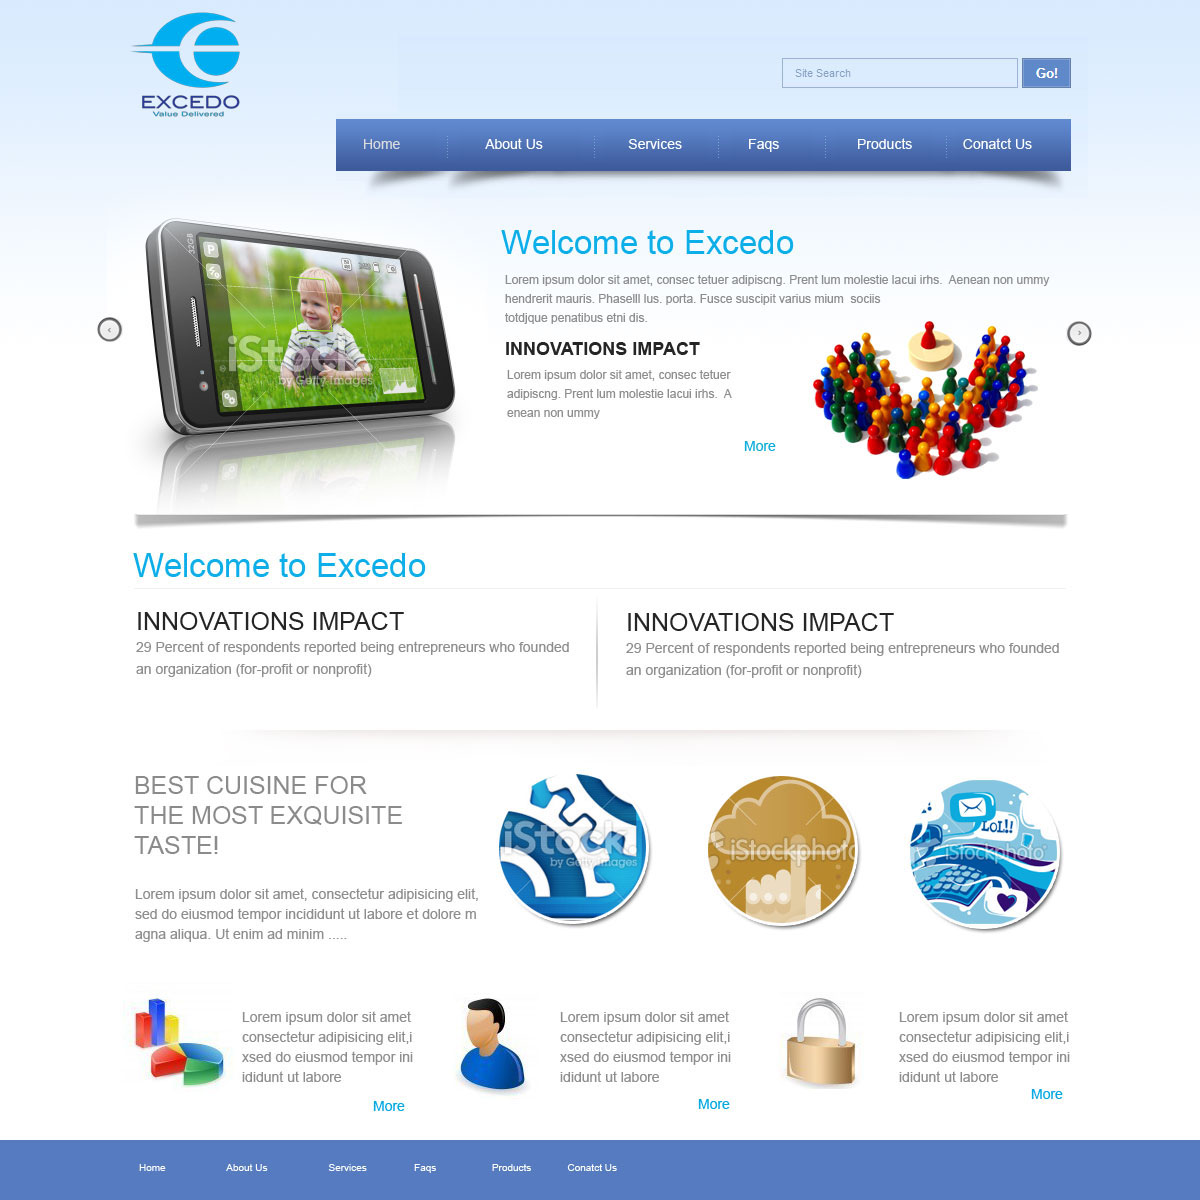 EXCEDO
Value Delivered
Site Search
Go!
Home About Us Services Faqs Products Conatct Us
32GB
P
iStock
by Getty Images
Welcome to Excedo
Lorem ipsum dolor sit amet, consec tetuer adipiscng. Prent lum molestie lacui irhs. Aenean non ummy
hendrerit mauris. Phaselll lus. porta. Fusce suscipit varius mium sociis
totdjque penatibus etni dis.
INNOVATIONS IMPACT
Lorem ipsum dolor sit amet, consec tetuer
adipiscng. Prent lum molestie lacui irhs. A
enean non ummy
More
Welcome to Excedo
INNOVATIONS IMPACT
29 Percent of respondents reported being entrepreneurs who founded
an organization (for-profit or nonprofit)
INNOVATIONS IMPACT
29 Percent of respondents reported being entrepreneurs who founded
an organization (for-profit or nonprofit)
BEST CUISINE FOR
THE MOST EXQUISITE
TASTE!
Lorem ipsum dolor sit amet, consectetur adipisicing elit,
sed do eiusmod tempor incididunt ut labore et dolore m
agna aliqua. Ut enim ad minim .....
iStock
by Getty Images
iStockphoto
LOL!!
iStockphoto
Lorem ipsum dolor sit amet
consectetur adipisicing elit,i
xsed do eiusmod tempor ini
ididunt ut labore
More
Lorem ipsum dolor sit amet
consectetur adipisicing elit,i
xsed do eiusmod tempor ini
ididunt ut labore
More
Lorem ipsum dolor sit amet
consectetur adipisicing elit,i
xsed do eiusmod tempor ini
ididunt ut labore
More
Home About Us Services Faqs Products Conatct Us